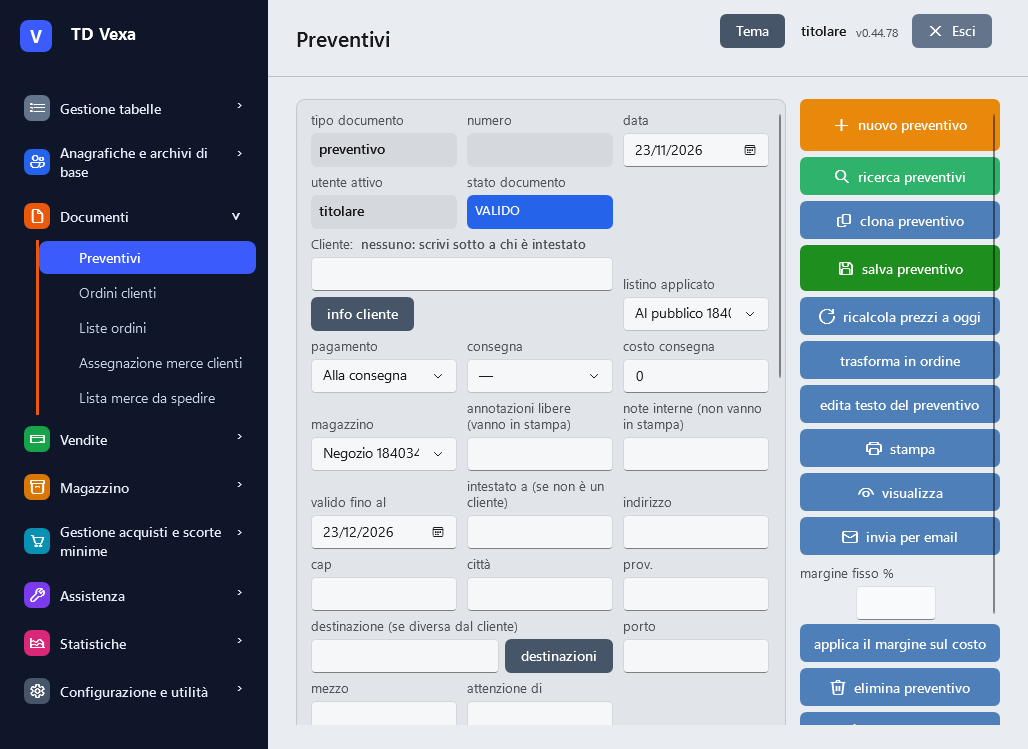 V
TD Vexa
Gestione tabelle
Anagrafiche e archivi di
base
Documenti
Preventivi
Ordini clienti
Liste ordini
Assegnazione merce clienti
Lista merce da spedire
Vendite
Magazzino
Gestione acquisti e scorte
minime
Assistenza
Statistiche
Configurazione e utilità
Preventivi
Tema
titolare v0.44.78
Esci
tipo documento numero data
preventivo 23/11/2026
utente attivo stato documento
titolare VALIDO
Cliente: nessuno: scrivi sotto a chi è intestato
listino applicato
info cliente Al pubblico 1840
pagamento consegna costo consegna
Alla consegna — 0
magazzino
annotazioni libere
(vanno in stampa)
note interne (non vanno
in stampa)
Negozio 184034
valido fino al
intestato a (se non è un
cliente)
indirizzo
23/12/2026
cap città prov.
destinazione (se diversa dal cliente) porto
destinazioni
mezzo attenzione di
nuovo preventivo
ricerca preventivi
clona preventivo
salva preventivo
ricalcola prezzi a oggi
trasforma in ordine
edita testo del preventivo
stampa
visualizza
invia per email
margine fisso %
applica il margine sul costo
elimina preventivo